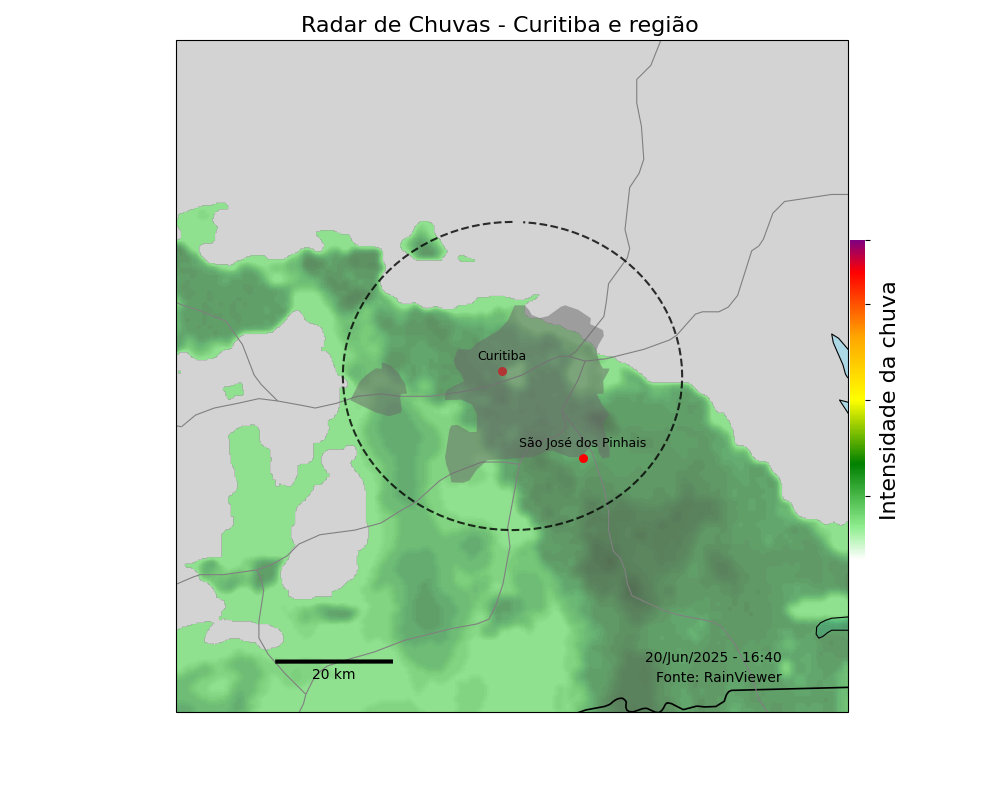 Radar de Chuvas - Curitiba e região
Curitiba
São José dos Pinhais
Intensidade da chuva
20/Jun/2025 - 16:40
Fonte: RainViewer
20 km